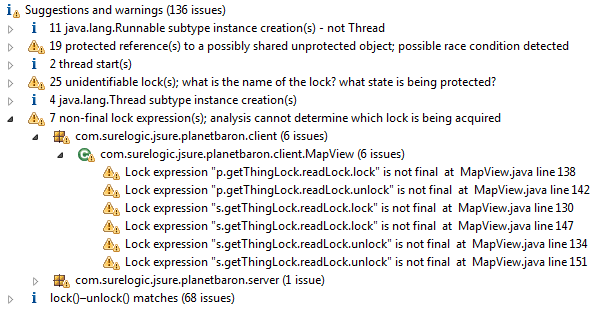 Suggestions and warnings (136 issues)
11 java.lang.Runnable subtype instance creation(s) - not Thread
19 protected reference(s) to a possibly shared unprotected object; possible race condition detected
2 thread start(s)
25 unidentifiable lock(s); what is the name of the lock? what state is being protected?
4 java.lang.Thread subtype instance creation(s)
7 non-final lock expression(s); analysis cannot determine which lock is being acquired
com.surelogic.jsure.planetbaron.client (6 issues)
com.surelogic.jsure.planetbaron.client.MapView (6 issues)
Lock expression "p.getThingLock.readLock.lock" is not final at MapView.java line 138
Lock expression "p.getThingLock.readLock.unlock" is not final at MapView.java line 142
Lock expression "s.getThingLock.readLock.lock" is not final at MapView.java line 130
Lock expression "s.getThingLock.readLock.lock" is not final at MapView.java line 147
Lock expression "s.getThingLock.readLock.unlock" is not final at MapView.java line 134
Lock expression "s.getThingLock.readLock.unlock" is not final at MapView.java line 151
com.surelogic.jsure.planetbaron.server (1 issue)
lock()–unlock() matches (68 issues)